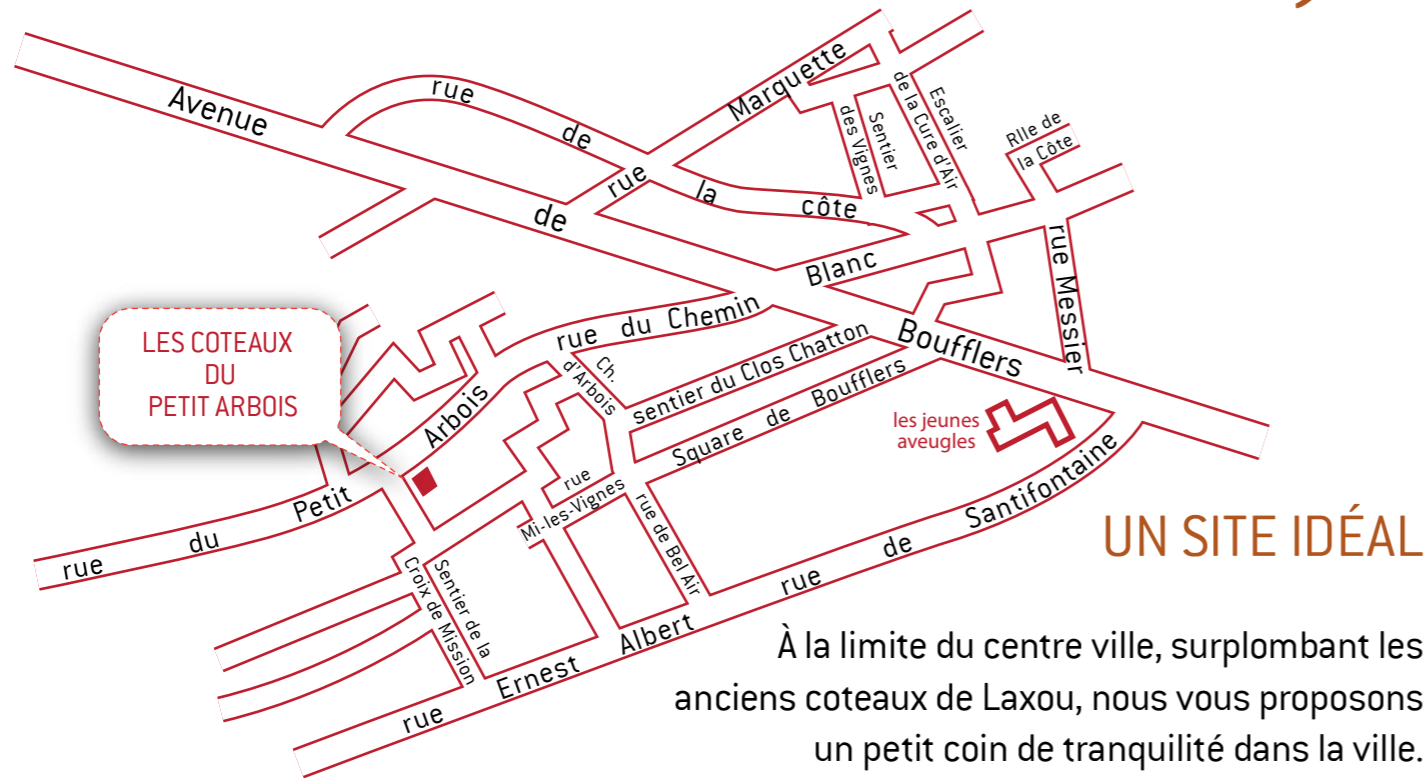 Avenue de Boufflers
rue de la côte
rue Marquette
Sentier
des Vignes
Escalier
de la Cure d'Air
Rlle de
la Côte
rue Messier
rue du Chemin Blanc
LES COTEAUX
DU
PETIT ARBOIS
rue du Petit Arbois
Ch.
d'Arbois
sentier du Clos Chatton
Square de Boufflers
les jeunes
aveugles
rue
Mi-les-Vignes
rue de Bel Air
Sentier de la
Croix de Mission
rue Ernest Albert
rue de Santifontaine
UN SITE IDÉAL
À la limite du centre ville, surplombant les
anciens coteaux de Laxou, nous vous proposons
un petit coin de tranquilité dans la ville.